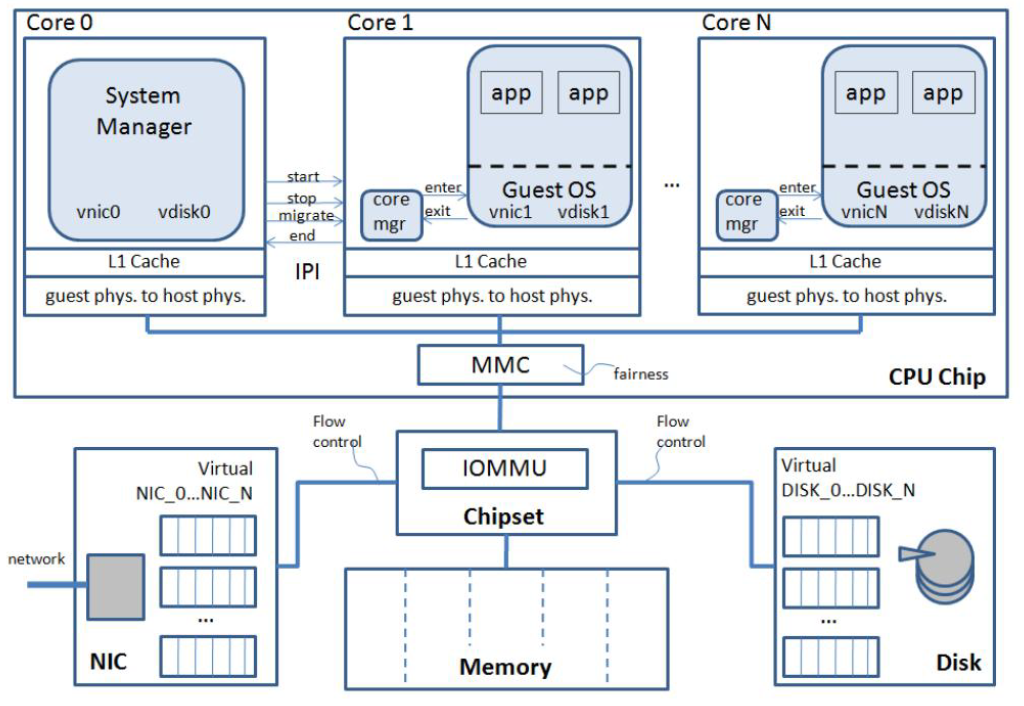 Core 0
Core 1
Core N
System
Manager
vnic0 vdisk0
start
stop
migrate
end
IPI
core
mgr
enter
exit
app app
Guest OS
vnic1 vdisk1
...
core
mgr
enter
exit
app app
Guest OS
vnicN vdiskN
L1 Cache
L1 Cache
L1 Cache
guest phys. to host phys.
guest phys. to host phys.
guest phys. to host phys.
MMC
fairness
CPU Chip
Flow
control
Flow
control
IOMMU
Chipset
Virtual
NIC_0...NIC_N
network
...
NIC
Memory
Virtual
DISK_0...DISK_N
...
Disk